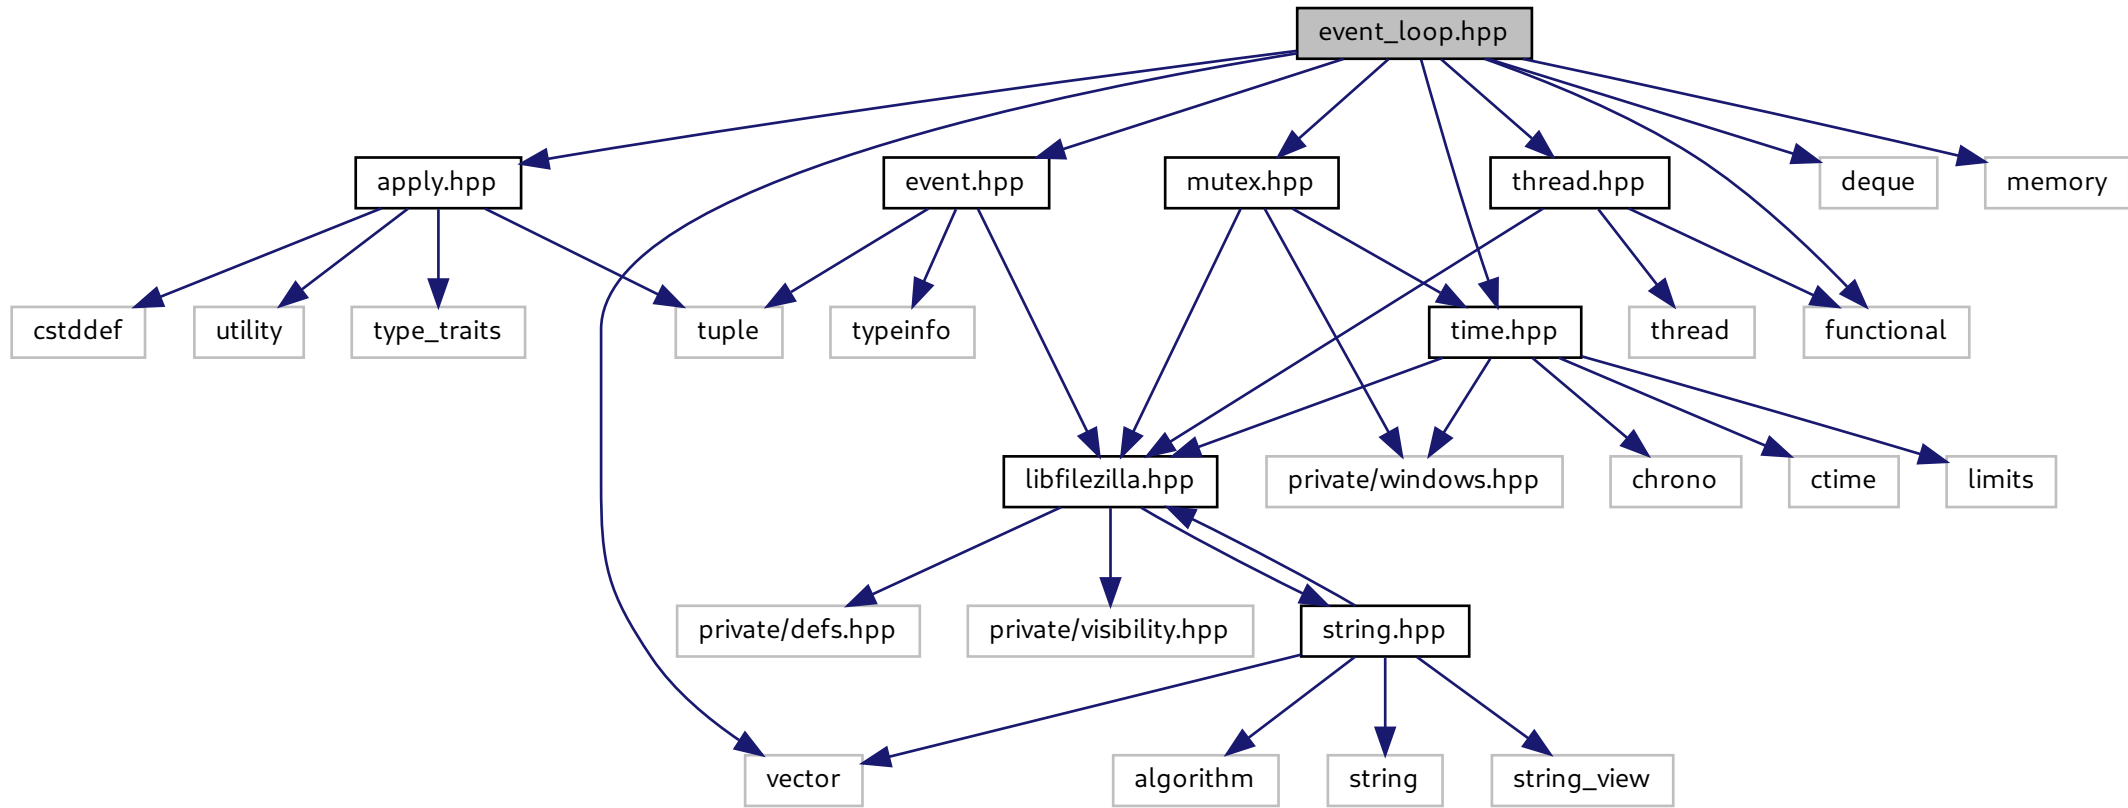 event_loop.hpp
apply.hpp
event.hpp
mutex.hpp
thread.hpp
deque
memory
cstddef
utility
type_traits
tuple
typeinfo
time.hpp
thread
functional
libfilezilla.hpp
private/windows.hpp
chrono
ctime
limits
private/defs.hpp
private/visibility.hpp
string.hpp
vector
algorithm
string
string_view